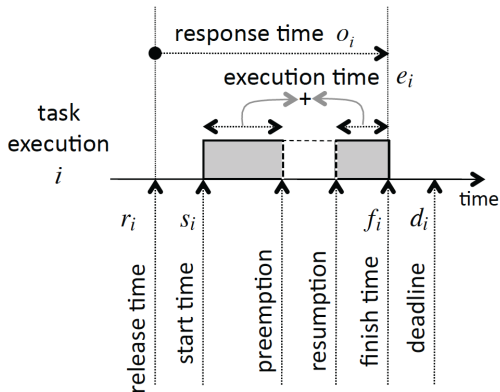 response time o_i
execution time e_i
+
task
execution
i
time
r_i
s_i
f_i
d_i
release time
start time
preemption
resumption
finish time
deadline